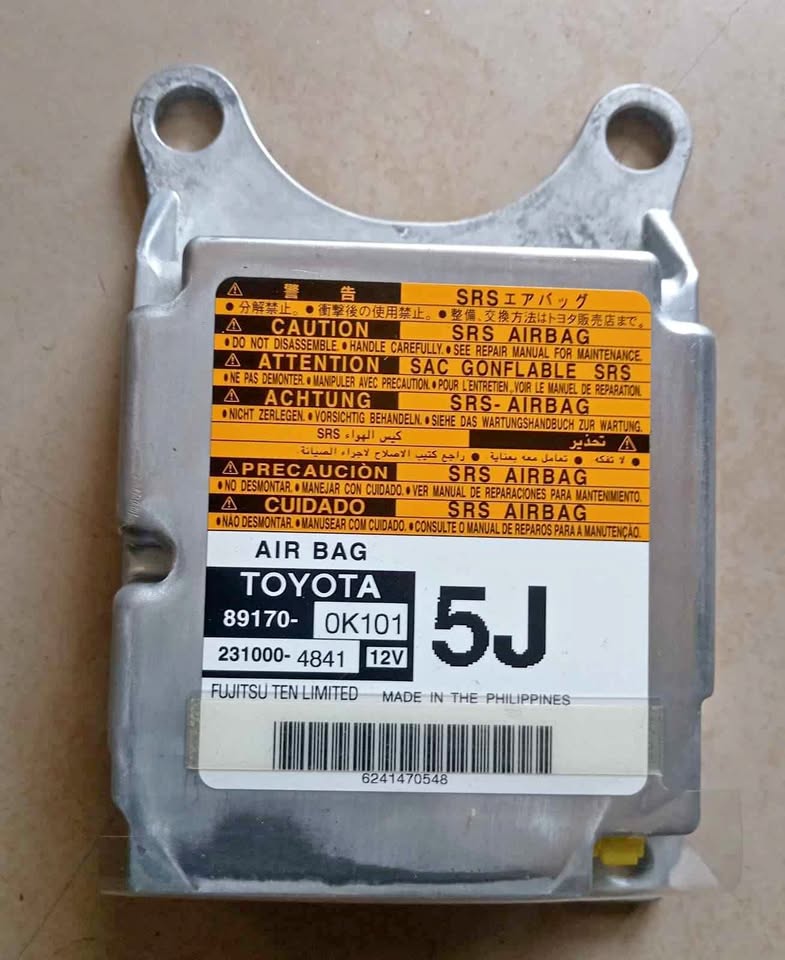 ⚠ 警告 SRSエアバッグ
● 分解禁止。 ● 衝撃後の使用禁止。 ● 整備、交換方法はトヨタ販売店まで。
⚠ CAUTION SRS AIRBAG
● DO NOT DISASSEMBLE. ● HANDLE CAREFULLY. ● SEE REPAIR MANUAL FOR MAINTENANCE.
⚠ ATTENTION SAC GONFLABLE SRS
● NE PAS DEMONTER. ● MANIPULER AVEC PRECAUTION. ● POUR L'ENTRETIEN, VOIR LE MANUEL DE REPARATION.
⚠ ACHTUNG SRS-AIRBAG
● NICHT ZERLEGEN. ● VORSICHTIG BEHANDELN. ● SIEHE DAS WARTUNGSHANDBUCH ZUR WARTUNG.
⚠ تحذير كيس الهواء SRS
● لا تفكه ● تعامل معه بعناية ● راجع كتيب الاصلاح لاجراء الصيانة.
⚠ PRECAUCIÒN SRS AIRBAG
● NO DESMONTAR. ● MANEJAR CON CUIDADO. ● VER MANUAL DE REPARACIONES PARA MANTENIMIENTO.
⚠ CUIDADO SRS AIRBAG
● NÃO DESMONTAR. ● MANUSEAR COM CUIDADO. ● CONSULTE O MANUAL DE REPAROS PARA A MANUTENÇÃO.
AIR BAG
TOYOTA
89170- 0K101
5J
231000- 4841 12V
FUJITSU TEN LIMITED MADE IN THE PHILIPPINES
6241470548